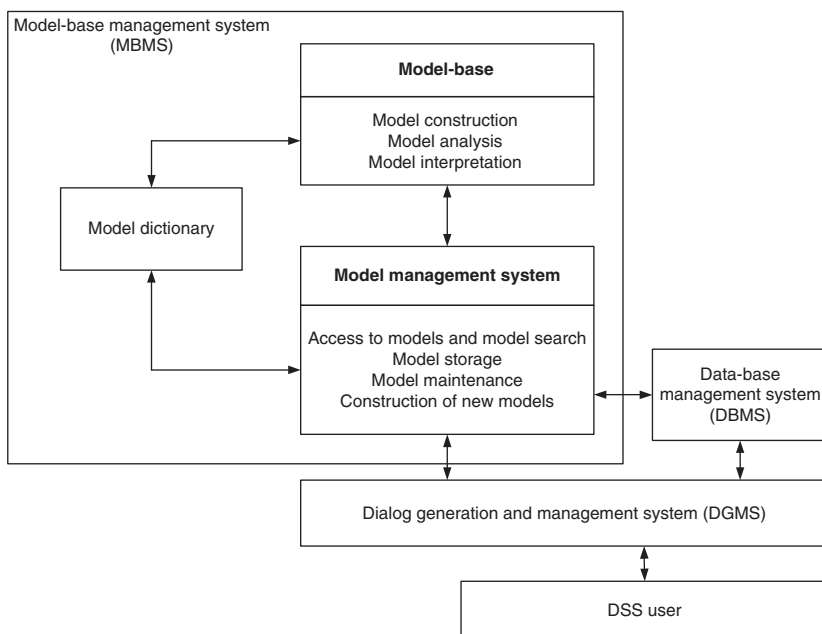 Model-base management system
(MBMS)
Model-base
Model construction
Model analysis
Model interpretation
Model dictionary
Model management system
Access to models and model search
Model storage
Model maintenance
Construction of new models
Data-base
management system
(DBMS)
Dialog generation and management system (DGMS)
DSS user